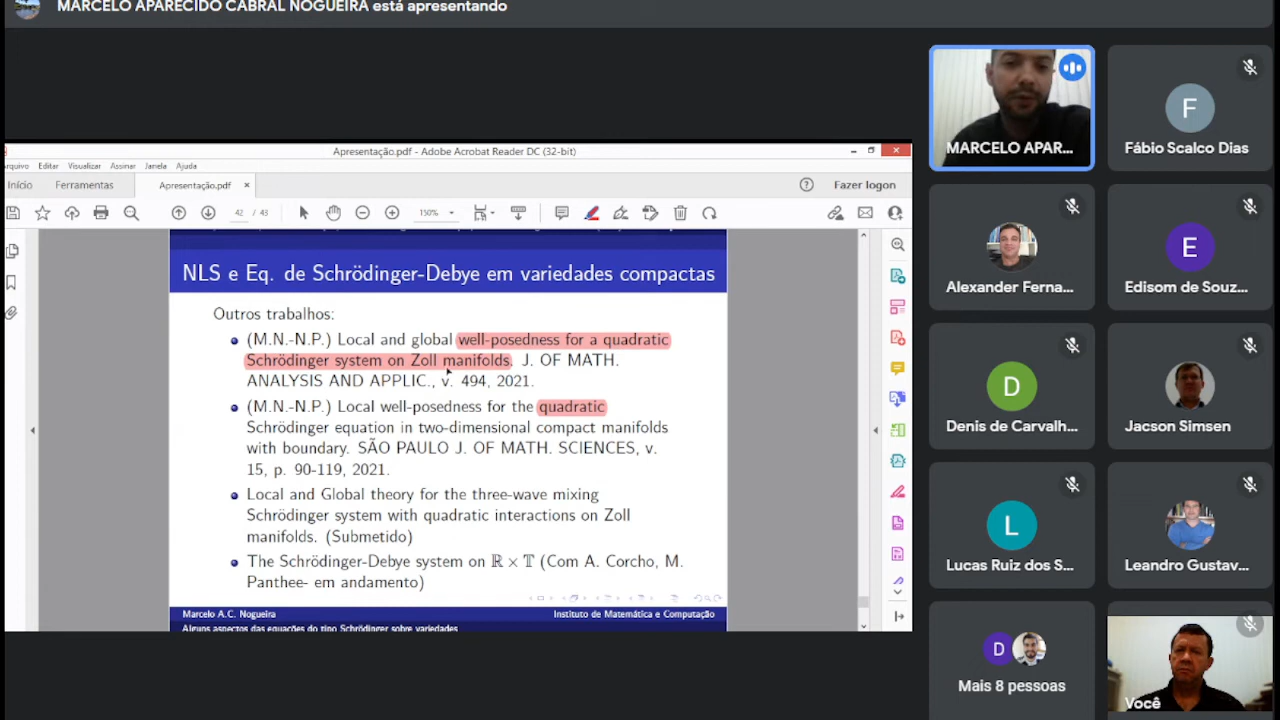 MARCELO APARECIDO CABRAL NOGUEIRA está apresentando
Apresentação.pdf - Adobe Acrobat Reader DC (32-bit)
Arquivo Editar Visualizar Assinar Janela Ajuda
Início Ferramentas Apresentação.pdf × Fazer logon
42 / 43 150%
NLS e Eq. de Schrödinger-Debye em variedades compactas
Outros trabalhos:
(M.N.-N.P.) Local and global well-posedness for a quadratic
Schrödinger system on Zoll manifolds. J. OF MATH.
ANALYSIS AND APPLIC., v. 494, 2021.
(M.N.-N.P.) Local well-posedness for the quadratic
Schrödinger equation in two-dimensional compact manifolds
with boundary. SÃO PAULO J. OF MATH. SCIENCES, v.
15, p. 90-119, 2021.
Local and Global theory for the three-wave mixing
Schrödinger system with quadratic interactions on Zoll
manifolds. (Submetido)
The Schrödinger-Debye system on ℝ × 𝕋 (Com A. Corcho, M.
Panthee- em andamento)
Marcelo A.C. Nogueira Instituto de Matemática e Computação
Alguns aspectos das equações do tipo Schrödinger sobre variedades
MARCELO APAR...
F
Fábio Scalco Dias
Alexander Ferna...
E
Edisom de Souz...
D
Denis de Carvalh...
Jacson Simsen
L
Lucas Ruiz dos S...
Leandro Gustav...
D
Mais 8 pessoas
Você